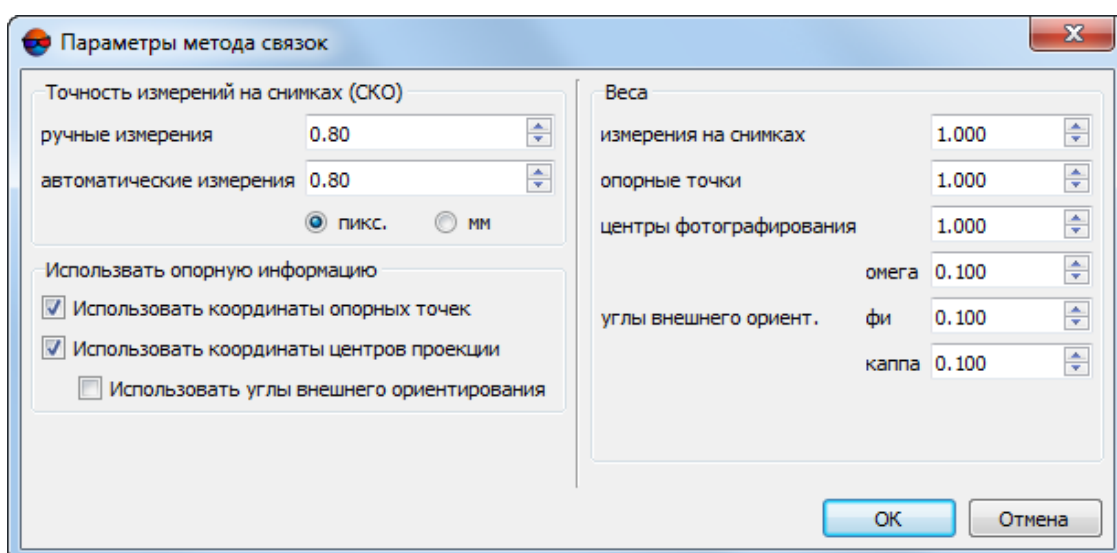 Параметры метода связок
Точность измерений на снимках (СКО)
ручные измерения 0.80
автоматические измерения 0.80
пикс. мм
Использвать опорную информацию
Использовать координаты опорных точек
Использовать координаты центров проекции
Использовать углы внешнего ориентирования
Веса
измерения на снимках 1.000
опорные точки 1.000
центры фотографирования 1.000
омега 0.100
углы внешнего ориент. фи 0.100
каппа 0.100
OK Отмена